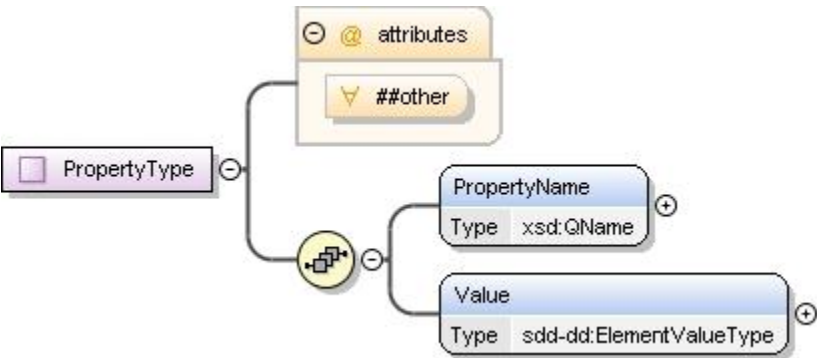 @ attributes
∀ ##other
PropertyType
PropertyName
Type xsd:QName
Value
Type sdd-dd:ElementValueType